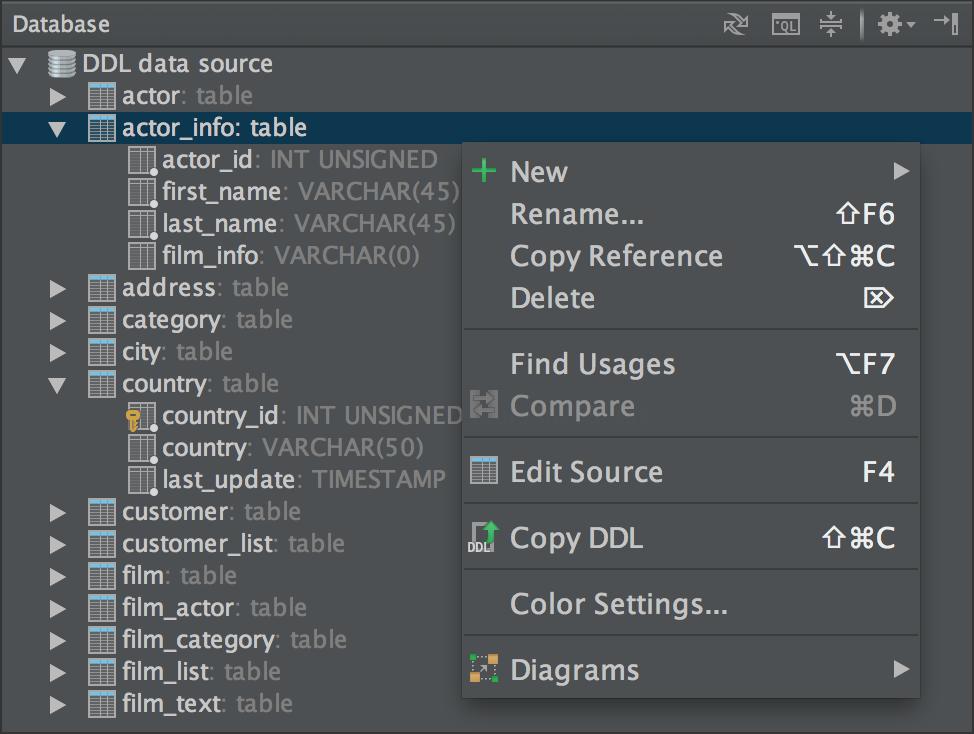 Database
QL
DDL data source
actor: table
actor_info: table
actor_id: INT UNSIGNED
first_name: VARCHAR(45)
last_name: VARCHAR(45)
film_info: VARCHAR(0)
address: table
category: table
city: table
country: table
country_id: INT UNSIGNED
country: VARCHAR(50)
last_update: TIMESTAMP
customer: table
customer_list: table
film: table
film_actor: table
film_category: table
film_list: table
film_text: table
New
Rename... ⇧F6
Copy Reference ⌥⇧⌘C
Delete ⌦
Find Usages ⌥F7
Compare ⌘D
Edit Source F4
DDL Copy DDL ⇧⌘C
Color Settings...
Diagrams